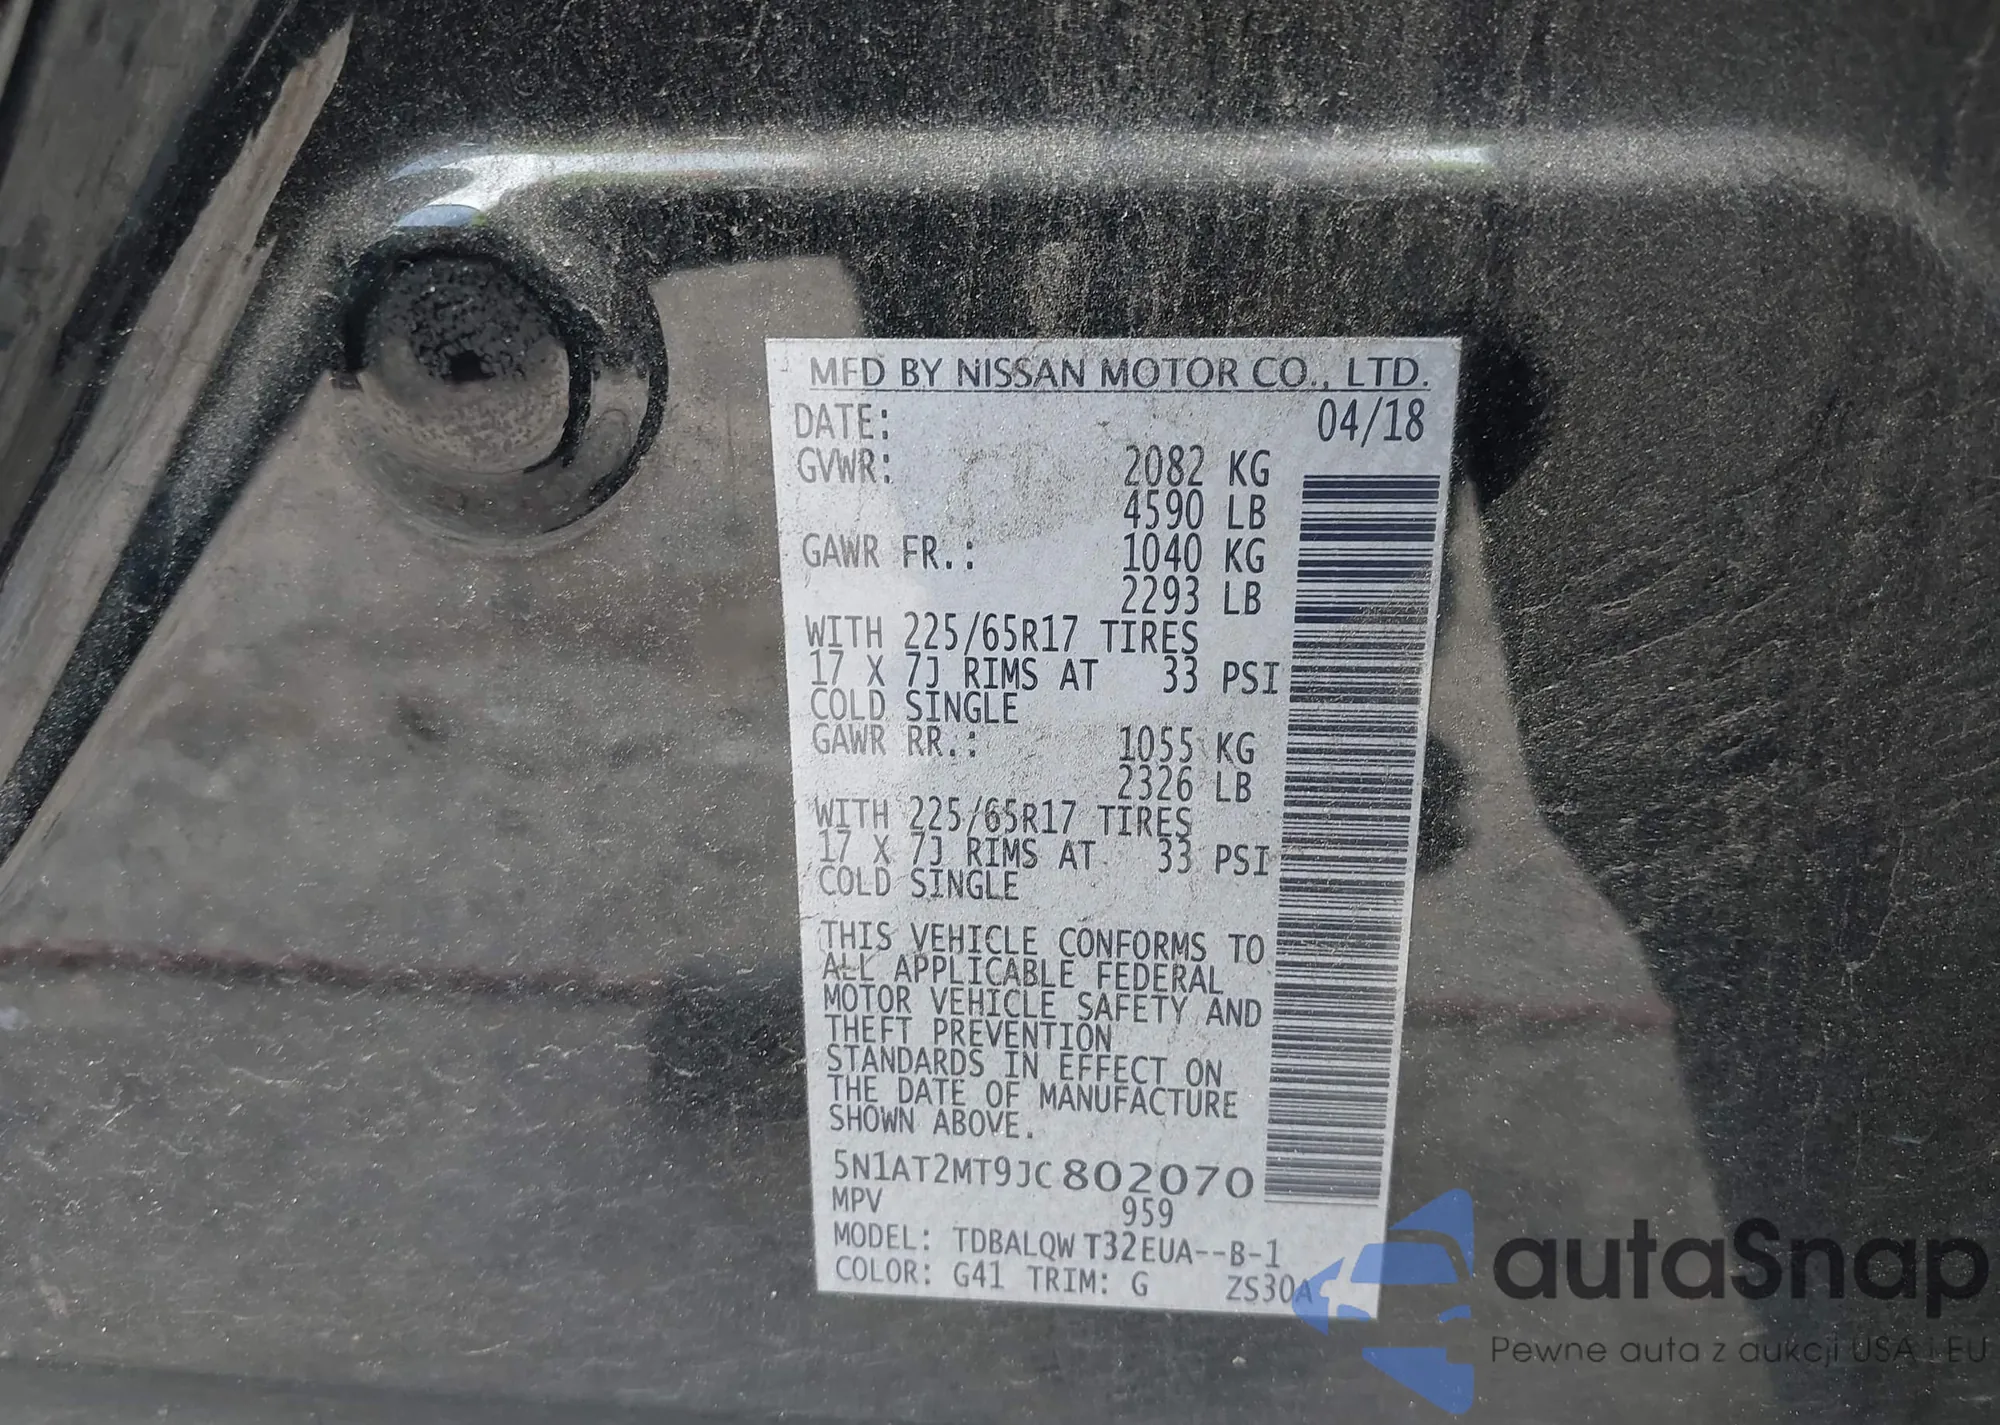 MFD BY NISSAN MOTOR CO., LTD.
DATE: 04/18
GVWR: 2082 KG
4590 LB
GAWR FR.: 1040 KG
2293 LB
WITH 225/65R17 TIRES
17 X 7J RIMS AT 33 PSI
COLD SINGLE
GAWR RR.: 1055 KG
2326 LB
WITH 225/65R17 TIRES
17 X 7J RIMS AT 33 PSI
COLD SINGLE
THIS VEHICLE CONFORMS TO
ALL APPLICABLE FEDERAL
MOTOR VEHICLE SAFETY AND
THEFT PREVENTION
STANDARDS IN EFFECT ON
THE DATE OF MANUFACTURE
SHOWN ABOVE.
5N1AT2MT9JC802070
MPV 959
MODEL: TDBALQW T32EUA--B-1
COLOR: G41 TRIM: G ZS30A
autaSnap
Pewne auta z aukcji USA i EU